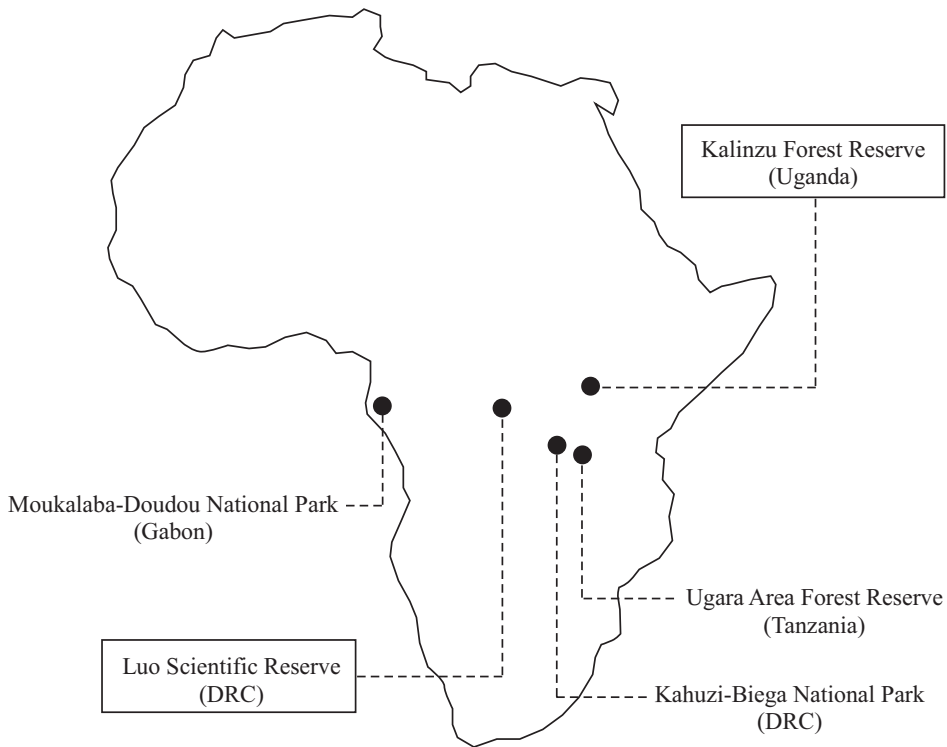 Kalinzu Forest Reserve
(Uganda)
Moukalaba-Doudou National Park
(Gabon)
Ugara Area Forest Reserve
(Tanzania)
Luo Scientific Reserve
(DRC)
Kahuzi-Biega National Park
(DRC)